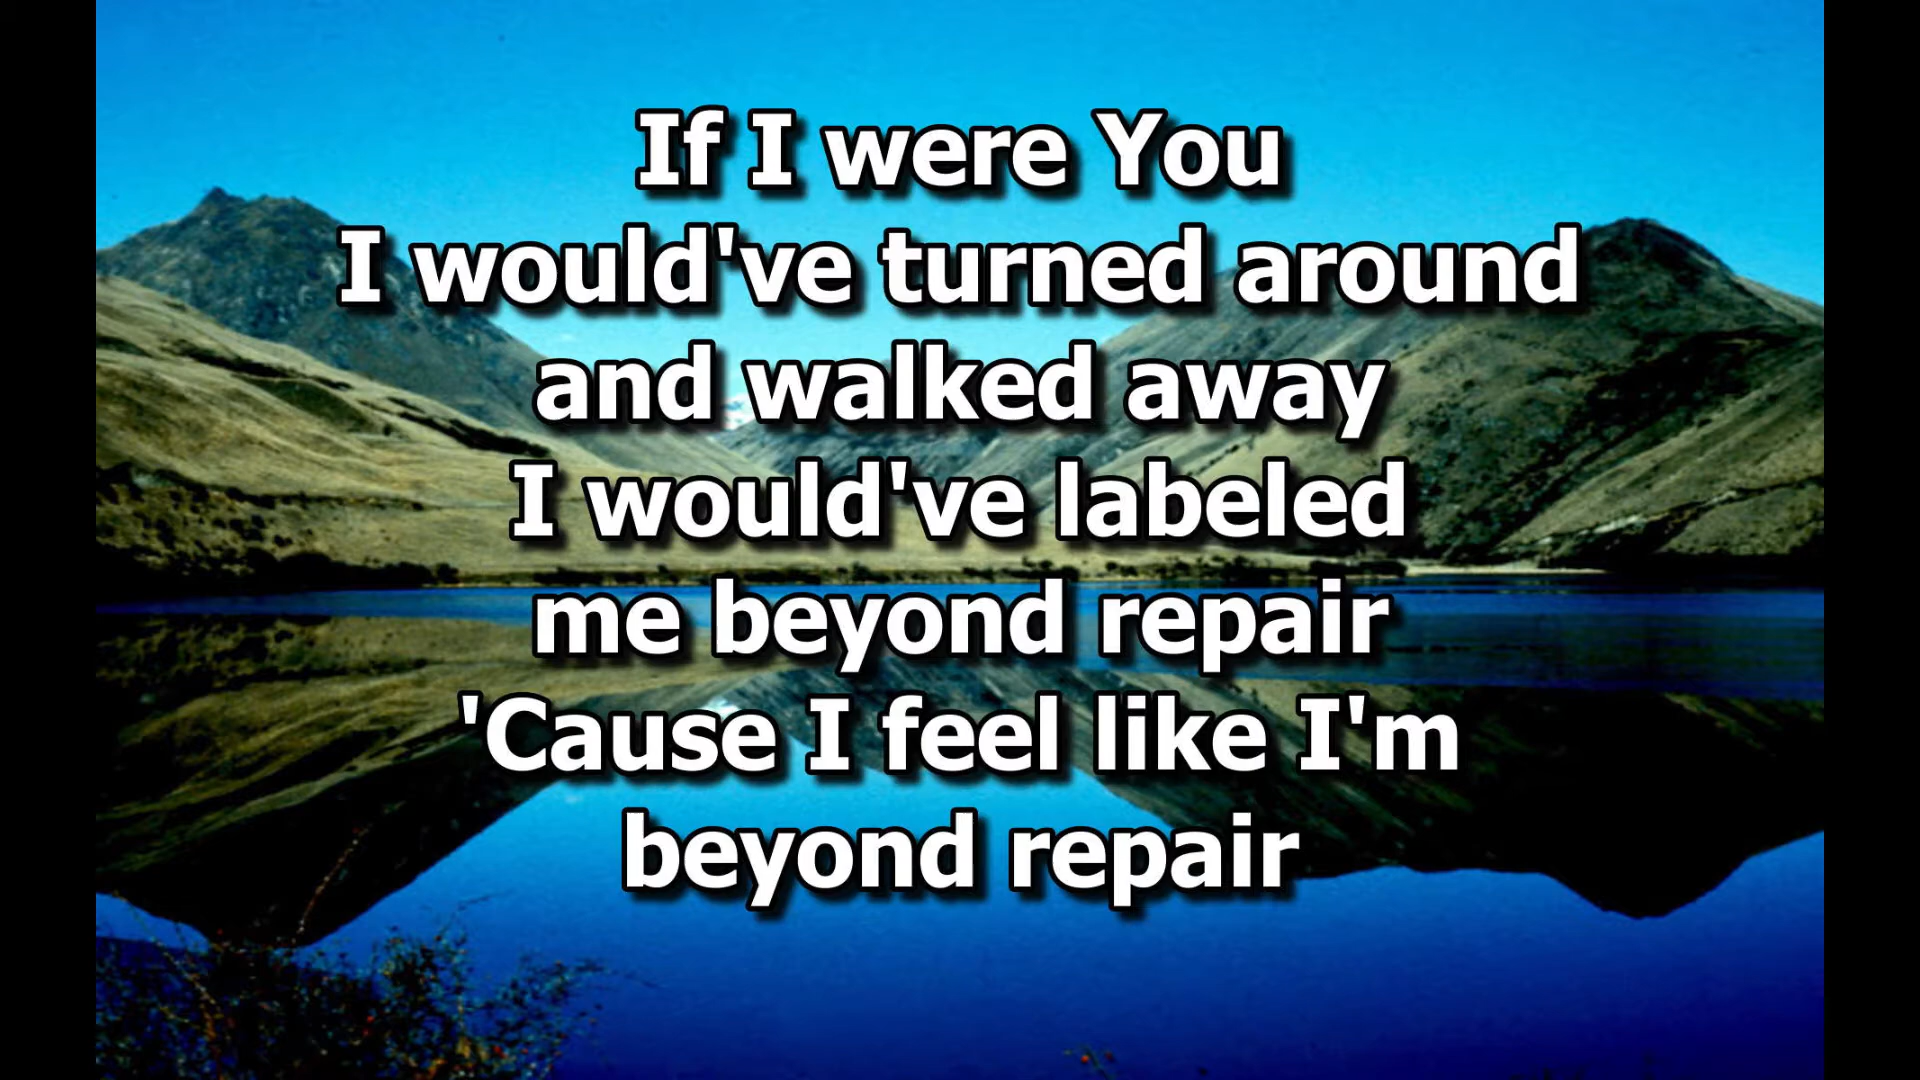 If I were You
I would've turned around
and walked away
I would've labeled
me beyond repair
'Cause I feel like I'm
beyond repair